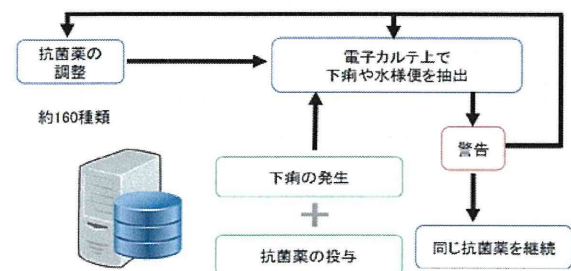 抗菌薬の
調整
電子カルテ上で
下痢や水様便を抽出
約160種類
警告
下痢の発生
+
抗菌薬の投与
同じ抗菌薬を継続